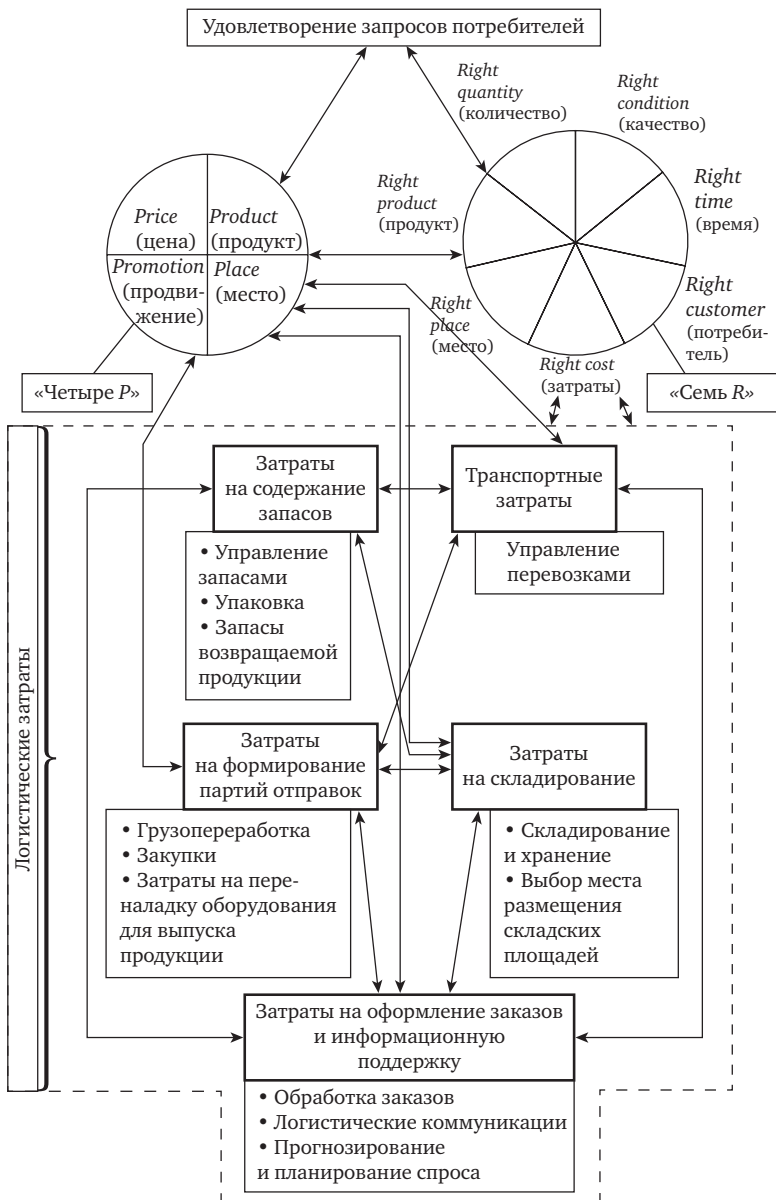 Удовлетворение запросов потребителей
Right
quantity
(количество)
Right
condition
(качество)
Right
product
(продукт)
Right
time
(время)
Price
(цена)
Product
(продукт)
Promotion
(продви-
жение)
Place
(место)
Right
place
(место)
Right
customer
(потреби-
тель)
Right cost
(затраты)
«Четыре P»
«Семь R»
Логистические затраты
Затраты
на содержание
запасов
• Управление
запасами
• Упаковка
• Запасы
возвращаемой
продукции
Транспортные
затраты
Управление
перевозками
Затраты
на формирование
партий отправок
• Грузопереработка
• Закупки
• Затраты на пере-
наладку оборудования
для выпуска
продукции
Затраты
на складирование
• Складирование
и хранение
• Выбор места
размещения
складских
площадей
Затраты на оформление заказов
и информационную
поддержку
• Обработка заказов
• Логистические коммуникации
• Прогнозирование
и планирование спроса